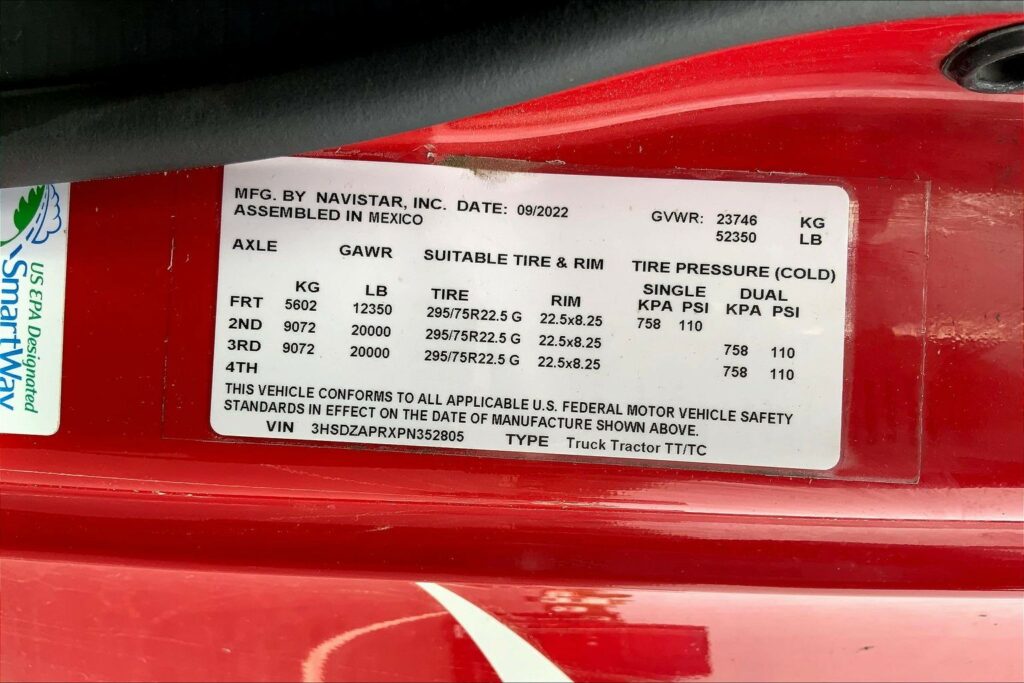 MFG. BY NAVISTAR, INC. DATE: 09/2022 GVWR: 23746 KG
ASSEMBLED IN MEXICO 52350 LB
AXLE GAWR SUITABLE TIRE & RIM TIRE PRESSURE (COLD)
SINGLE DUAL
KG LB TIRE RIM KPA PSI KPA PSI
FRT 5602 12350 295/75R22.5 G 22.5x8.25 758 110
2ND 9072 20000 295/75R22.5 G 22.5x8.25 758 110
3RD 9072 20000 295/75R22.5 G 22.5x8.25 758 110
4TH
THIS VEHICLE CONFORMS TO ALL APPLICABLE U.S. FEDERAL MOTOR VEHICLE SAFETY
STANDARDS IN EFFECT ON THE DATE OF MANUFACTURE SHOWN ABOVE.
VIN 3HSDZAPRXPN352805 TYPE Truck Tractor TT/TC
US EPA Designated
SmartWay